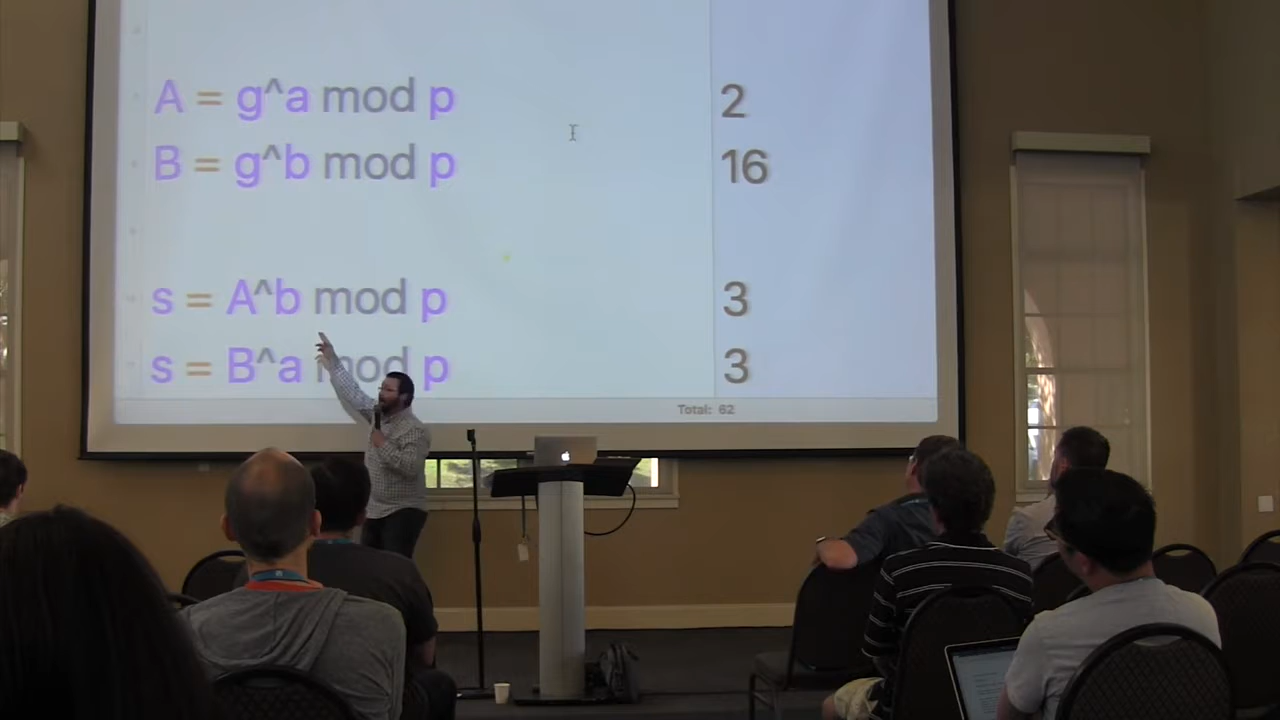 A = g^a mod p 2
B = g^b mod p 16
s = A^b mod p 3
s = B^a mod p 3
Total: 62